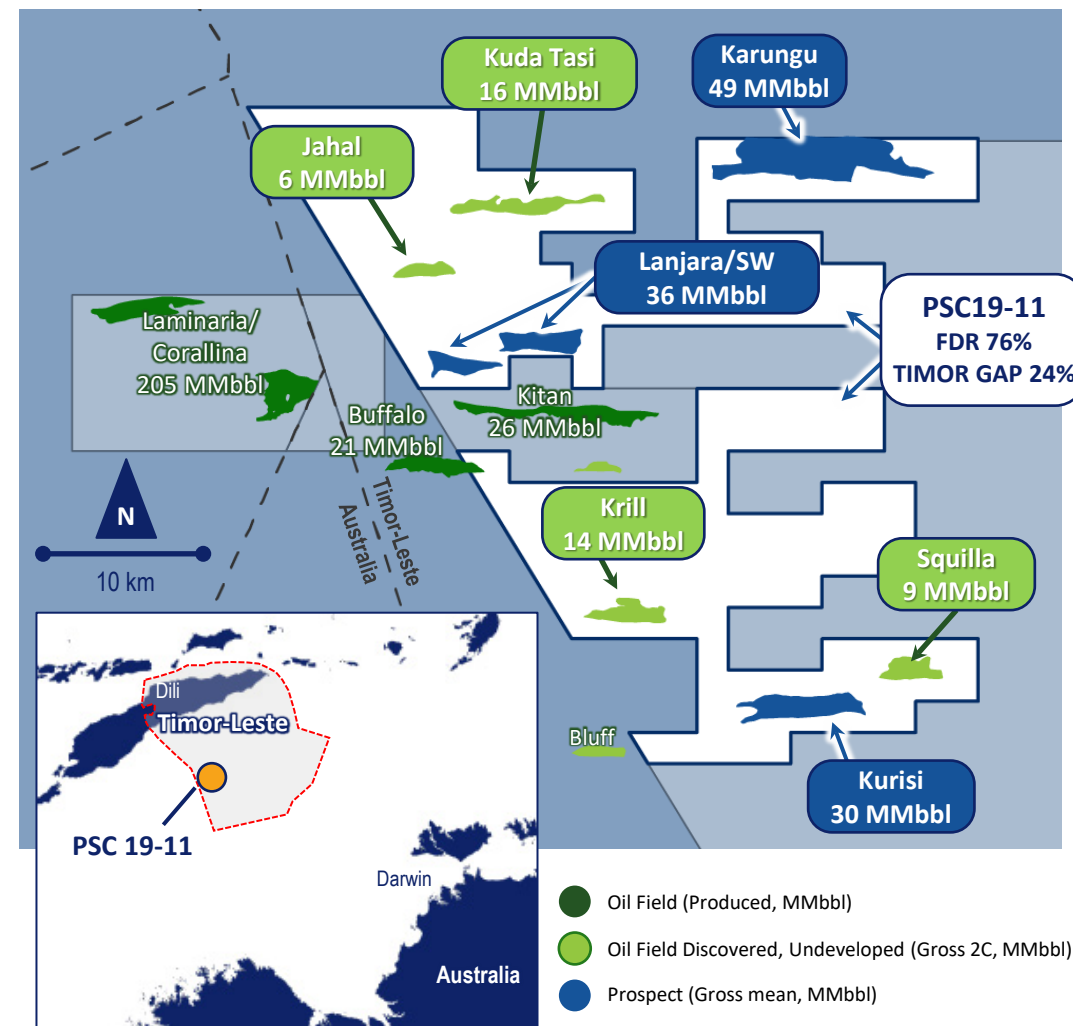 Kuda Tasi
16 MMbbl
Karungu
49 MMbbl
Jahal
6 MMbbl
Lanjara/SW
36 MMbbl
PSC19-11
FDR 76%
TIMOR GAP 24%
Laminaria/
Corallina
205 MMbbl
Buffalo
21 MMbbl
Kitan
26 MMbbl
N
10 km
Timor-Leste
Australia
Krill
14 MMbbl
Squilla
9 MMbbl
Bluff
Kurisi
30 MMbbl
Dili
Timor-Leste
PSC 19-11
Darwin
Australia
Oil Field (Produced, MMbbl)
Oil Field Discovered, Undeveloped (Gross 2C, MMbbl)
Prospect (Gross mean, MMbbl)